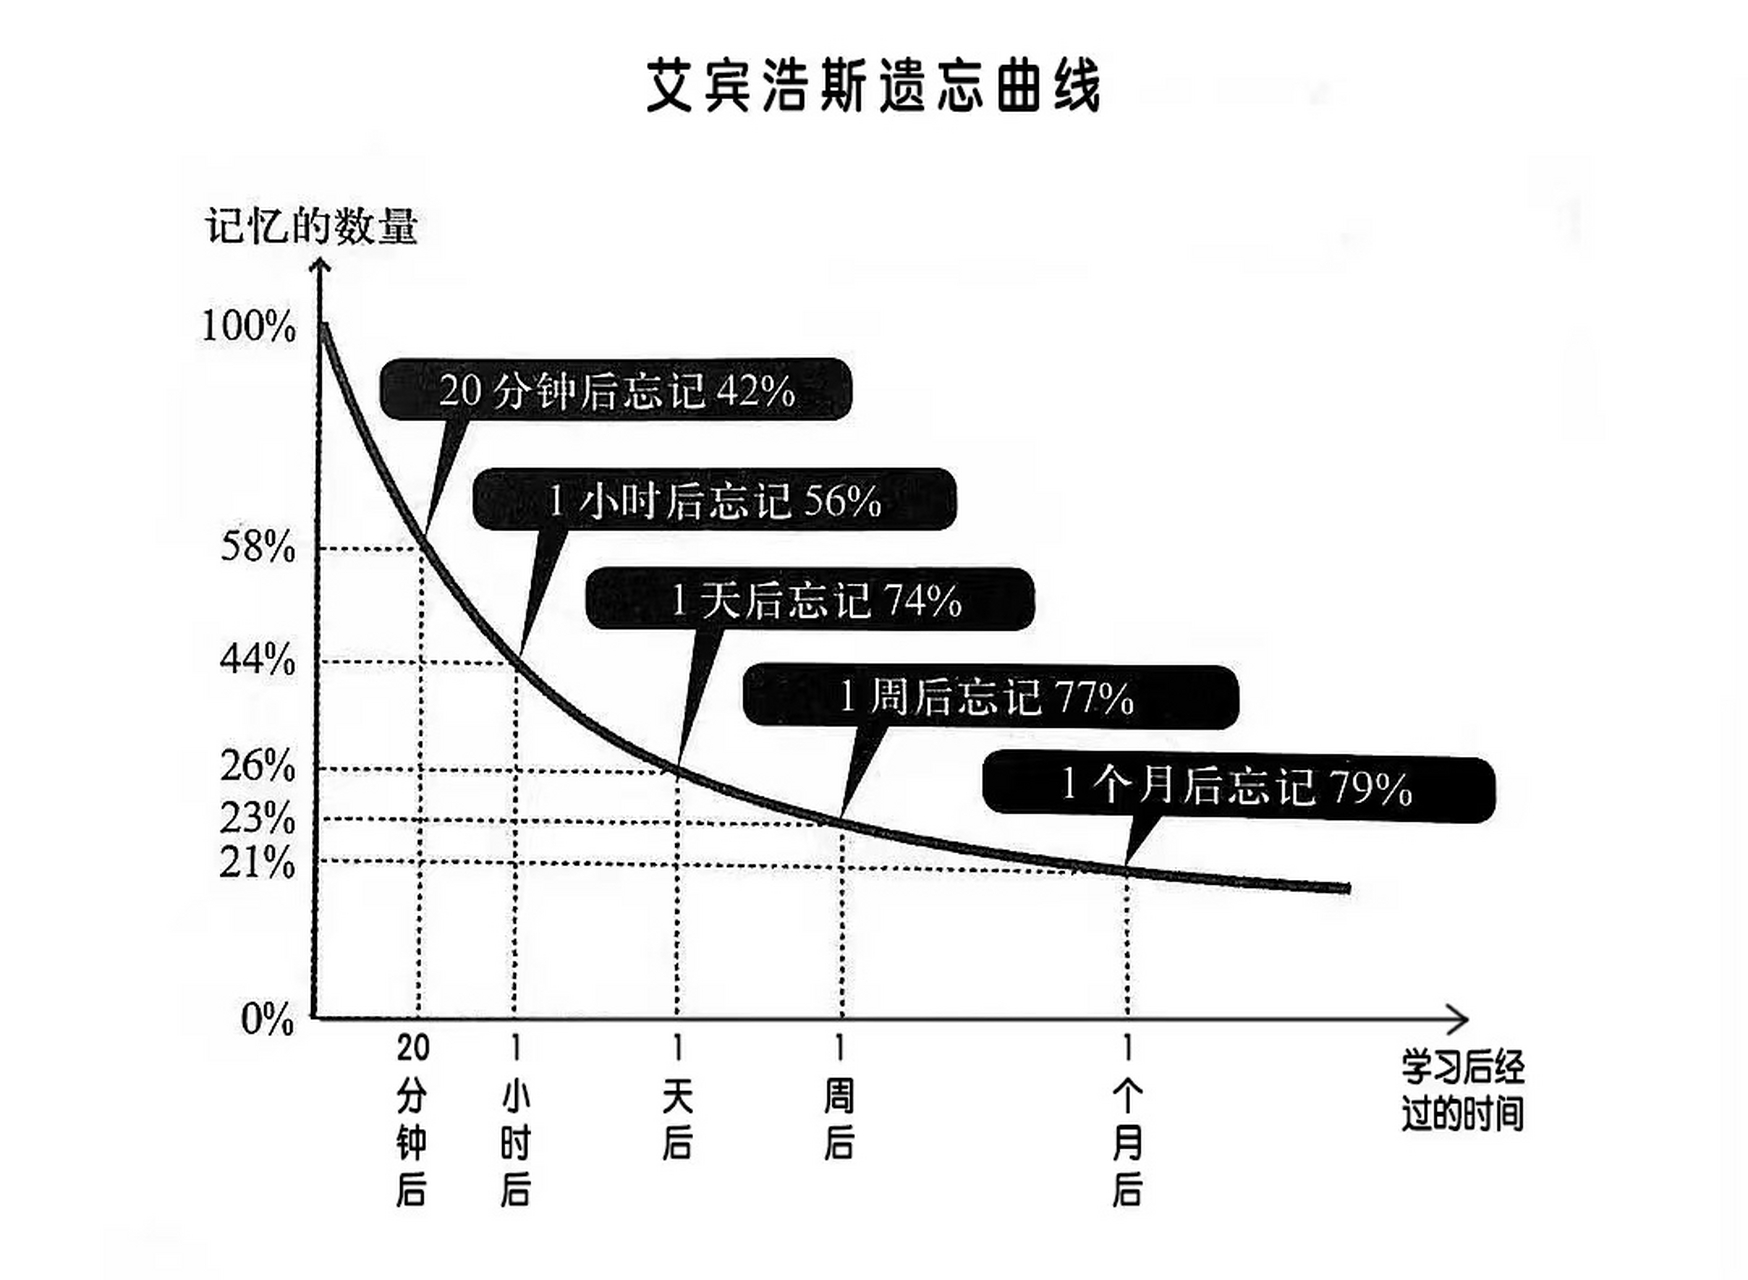 艾宾浩斯遗忘曲线
记忆的数量
100%
20 分钟后忘记 42%
1 小时后忘记 56%
58%
1 天后忘记 74%
44%
1 周后忘记 77%
26%
1 个月后忘记 79%
23%
21%
0%
20分钟后
1小时后
1天后
1周后
1个月后
学习后经
过的时间